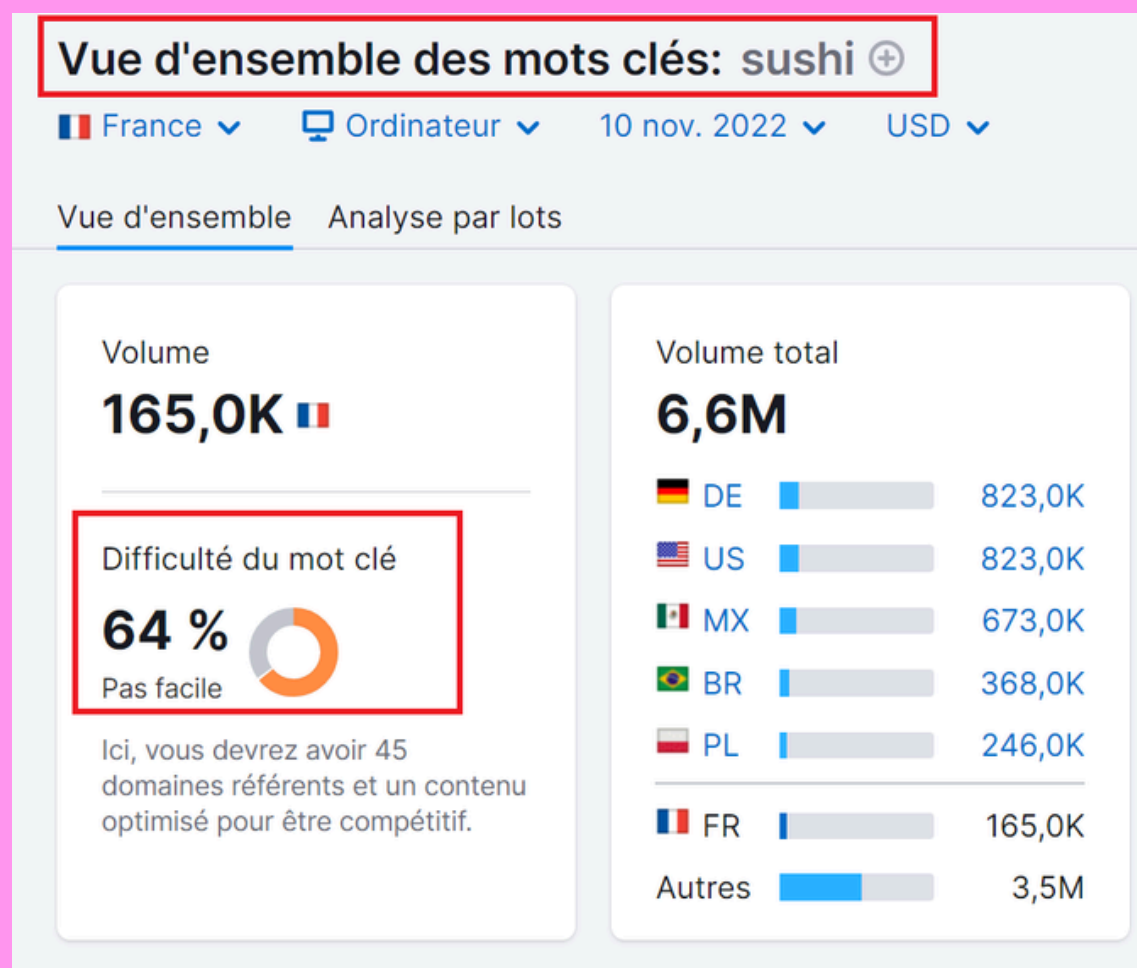 Vue d'ensemble des mots clés: sushi
France
Ordinateur
10 nov. 2022
USD
Vue d'ensemble
Analyse par lots
Volume
165,0K
Difficulté du mot clé
64 %
Pas facile
Ici, vous devrez avoir 45
domaines référents et un contenu
optimisé pour être compétitif.
Volume total
6,6M
DE 823,0K
US 823,0K
MX 673,0K
BR 368,0K
PL 246,0K
FR 165,0K
Autres 3,5M